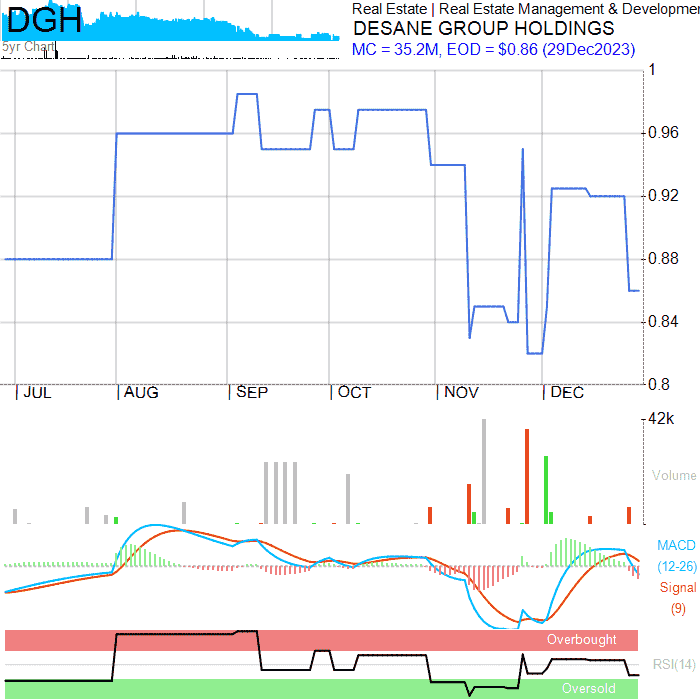 DGH
5yr Chart
Real Estate | Real Estate Management & Developmen
DESANE GROUP HOLDINGS
MC = 35.2M, EOD = $0.86 (29Dec2023)
1
0.96
0.92
0.88
0.84
0.8
JUL AUG SEP OCT NOV DEC
42k
Volume
MACD
(12-26)
Signal
(9)
Overbought
RSI(14)
Oversold